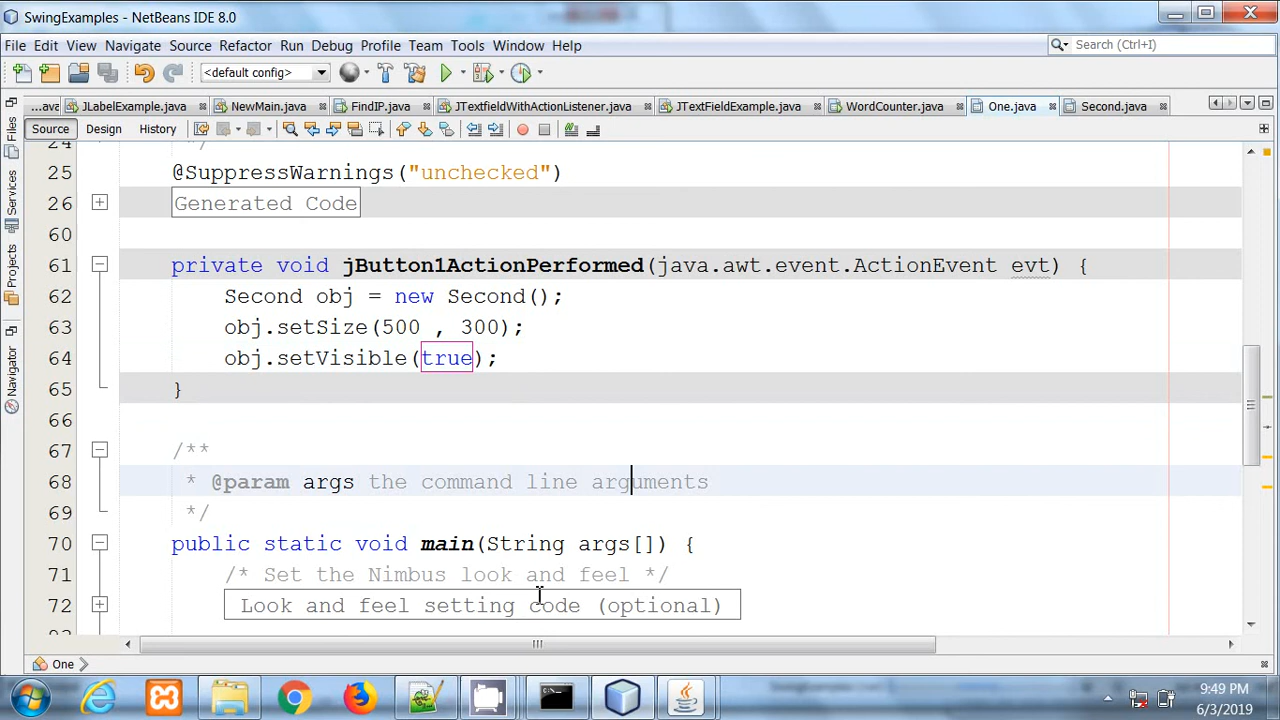 SwingExamples - NetBeans IDE 8.0
File Edit View Navigate Source Refactor Run Debug Profile Team Tools Window Help
Search (Ctrl+I)
<default config>
...ava JLabelExample.java NewMain.java FindIP.java JTextfieldWithActionListener.java JTextFieldExample.java WordCounter.java One.java Second.java
Source Design History
Files
Services
Projects
24 */
25 @SuppressWarnings("unchecked")
26 Generated Code
60
61 private void jButton1ActionPerformed(java.awt.event.ActionEvent evt) {
62 Second obj = new Second();
63 obj.setSize(500 , 300);
64 obj.setVisible(true);
65 }
66
67 /**
68 * @param args the command line arguments
69 */
70 public static void main(String args[]) {
71 /* Set the Nimbus look and feel */
72 Look and feel setting code (optional)
One
9:49 PM
6/3/2019